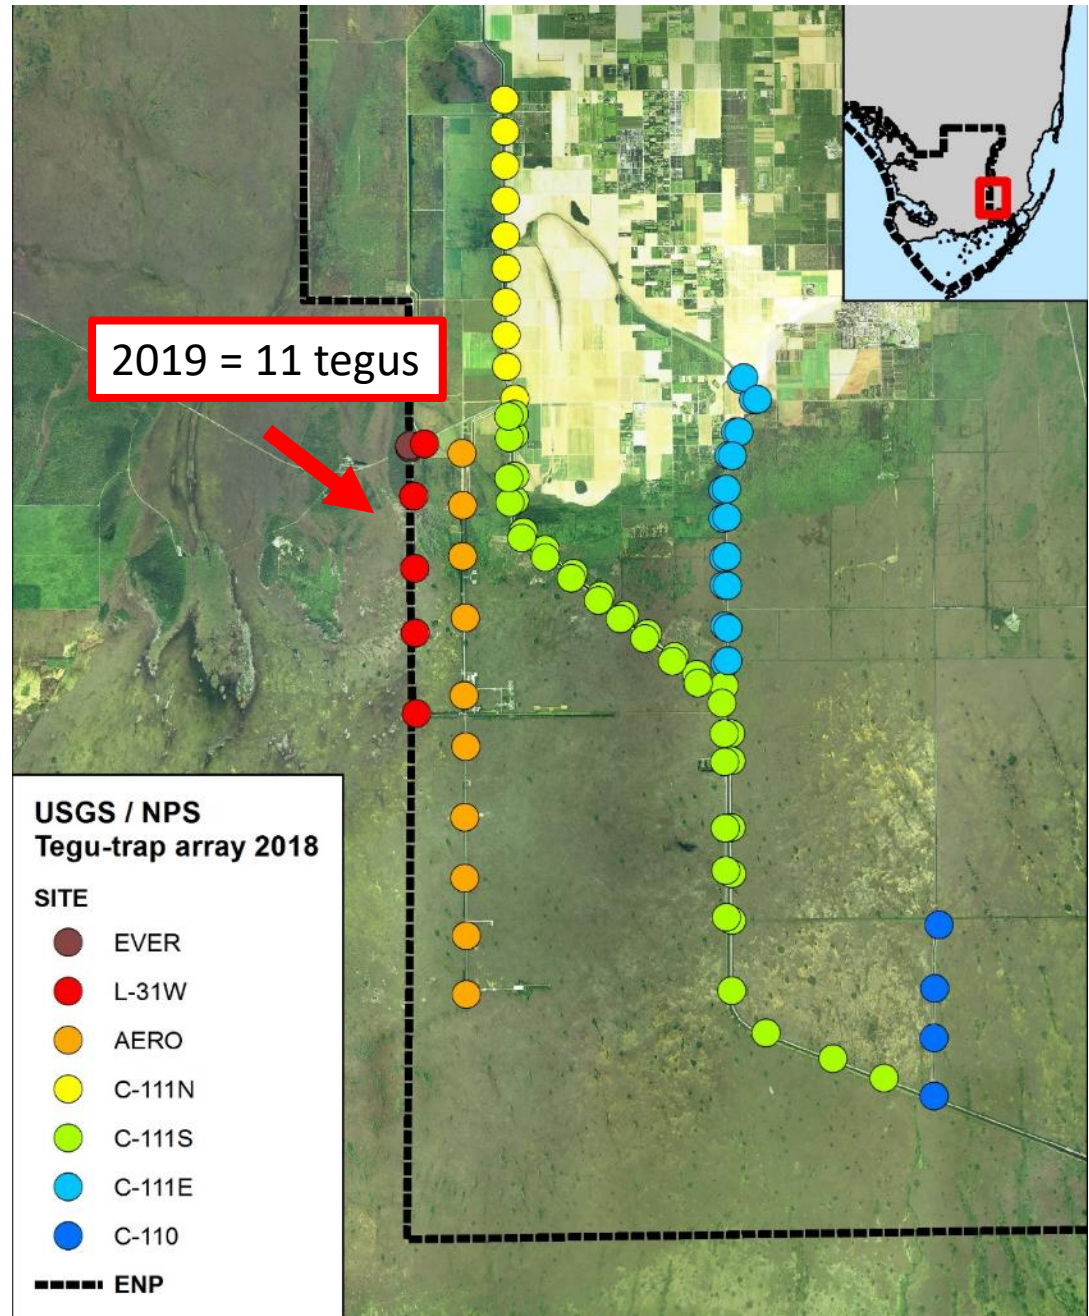 2019 = 11 tegus
USGS / NPS
Tegu-trap array 2018
SITE
EVER
L-31W
AERO
C-111N
C-111S
C-111E
C-110
ENP